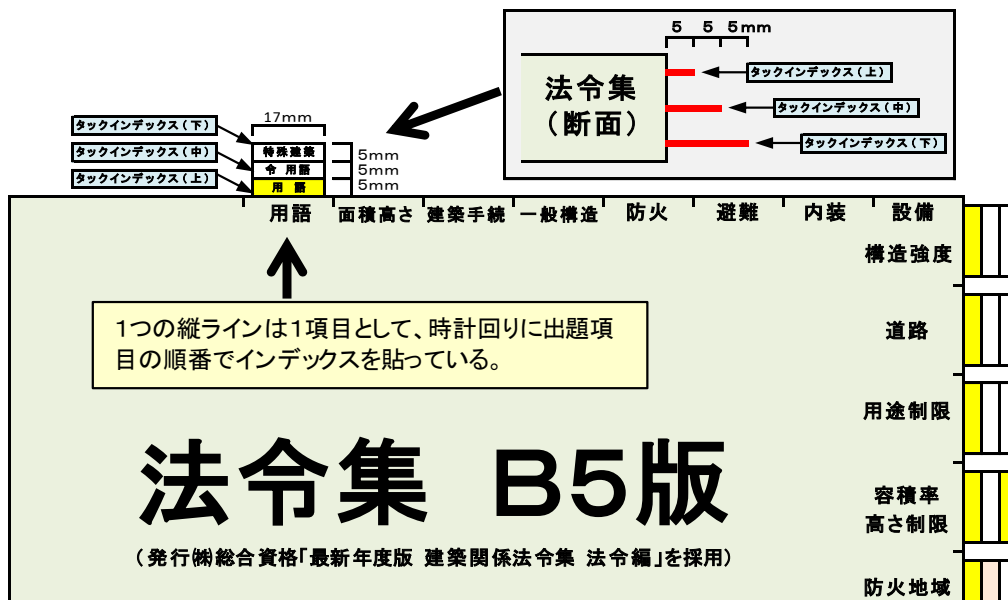 5 5 5mm
法令集
(断面)
タックインデックス(上)
タックインデックス(中)
タックインデックス(下)
17mm
タックインデックス(下)
タックインデックス(中)
タックインデックス(上)
特殊建築
令 用語
用 語
5mm
5mm
5mm
用語 面積高さ 建築手続 一般構造 防火 避難 内装 設備
構造強度
道路
用途制限
容積率
高さ制限
防火地域
1つの縦ラインは1項目として、時計回りに出題項
目の順番でインデックスを貼っている。
法令集 B5版
(発行㈱総合資格「最新年度版 建築関係法令集 法令編」を採用)